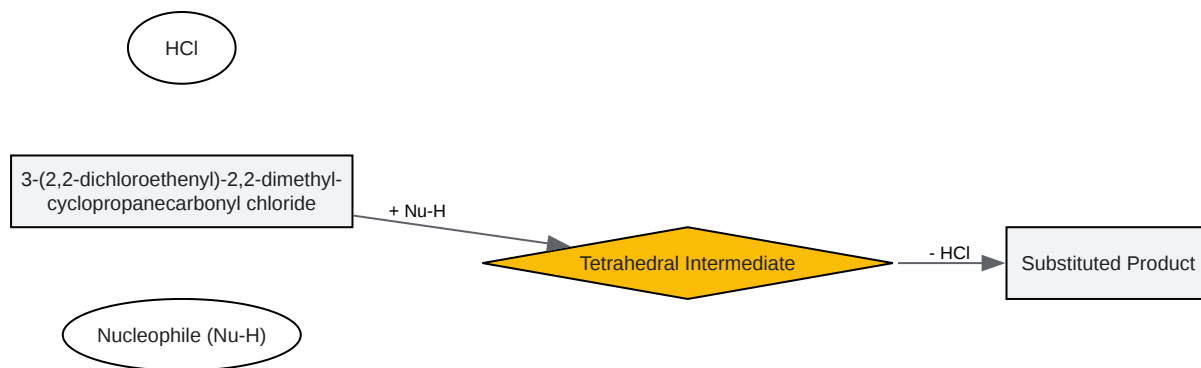 HCl
3-(2,2-dichloroethenyl)-2,2-dimethyl-
cyclopropanecarbonyl chloride
+ Nu-H
Tetrahedral Intermediate
- HCl
Substituted Product
Nucleophile (Nu-H)